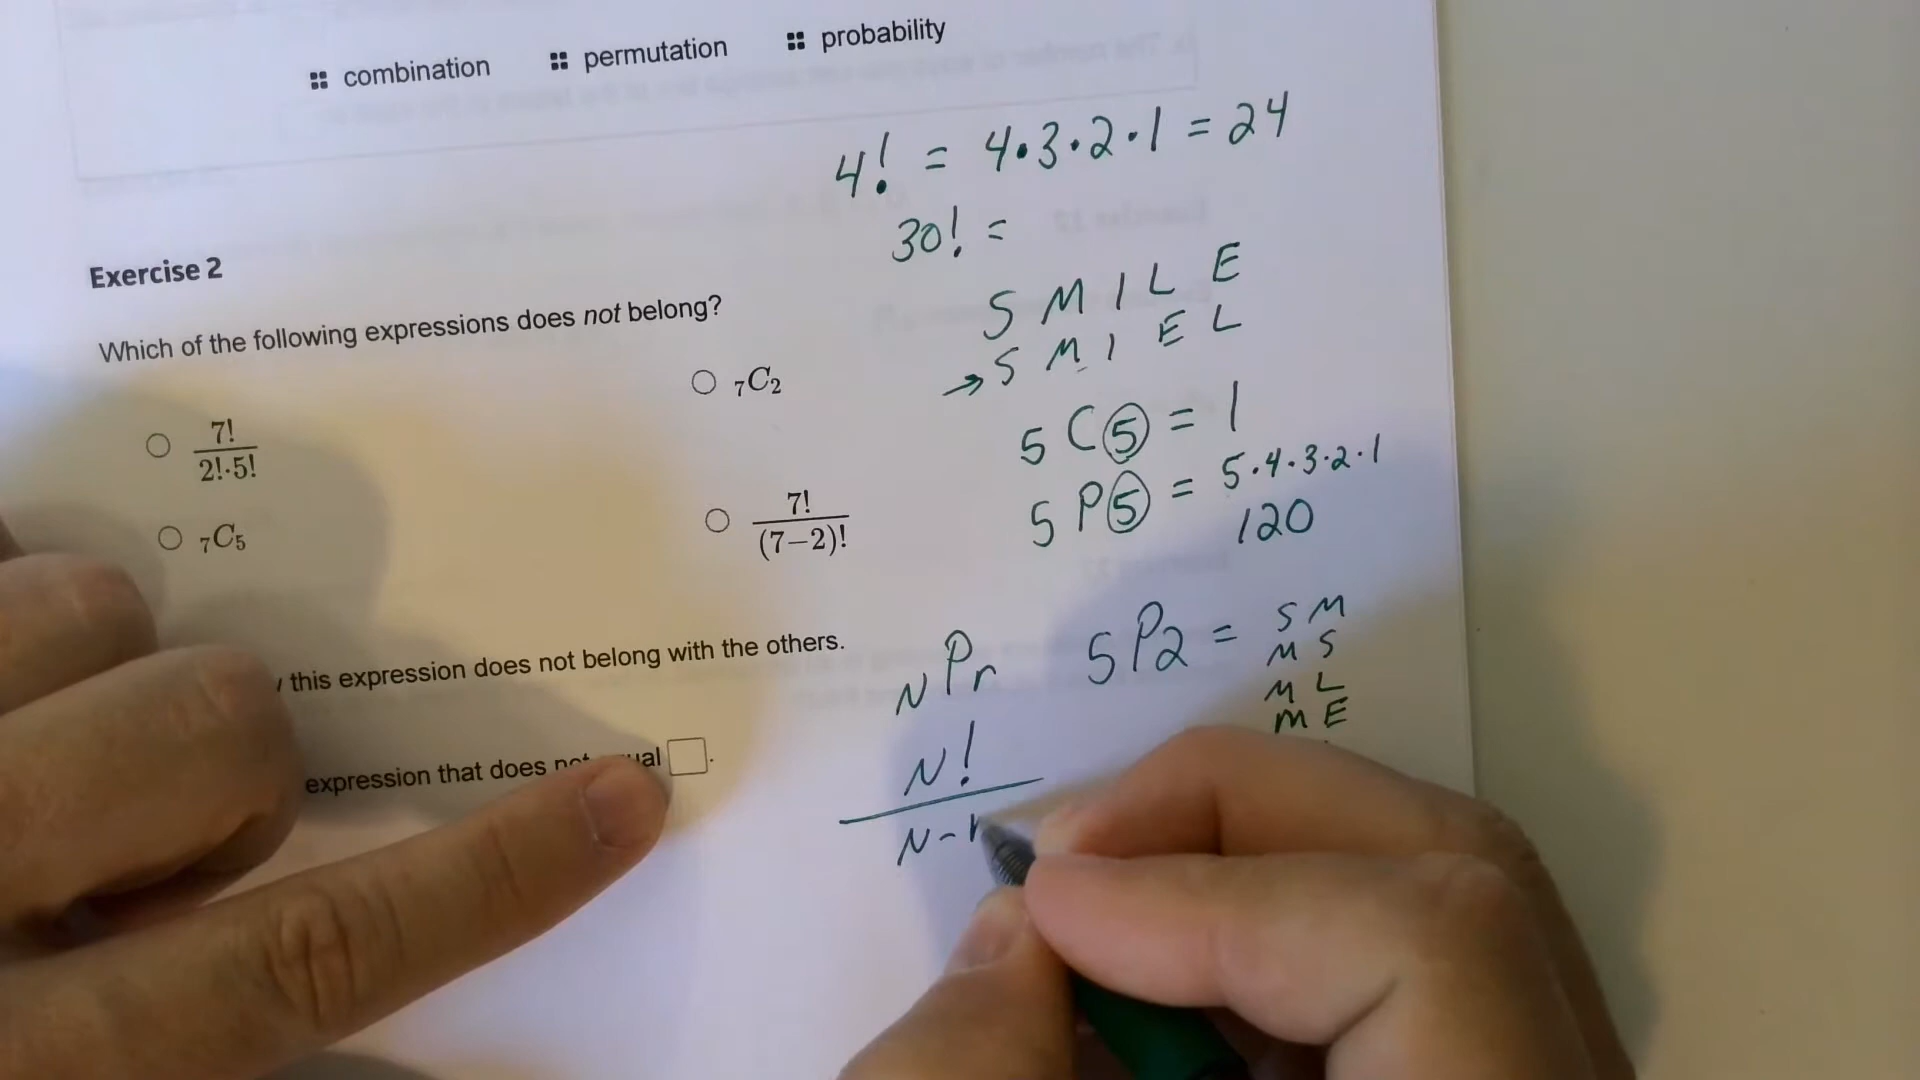 combination permutation probability
4! = 4·3·2·1 = 24
30! =
Exercise 2
S M I L E
Which of the following expressions does not belong?
→ S M I E L
₇C₂
7!
2!·5!
5 C 5 = 1
₇C₅
7!
(7−2)!
5 P 5 = 5·4·3·2·1
120
this expression does not belong with the others.
N P r
5 P 2 = S M
M S
M L
M E
expression that does
N!
N -